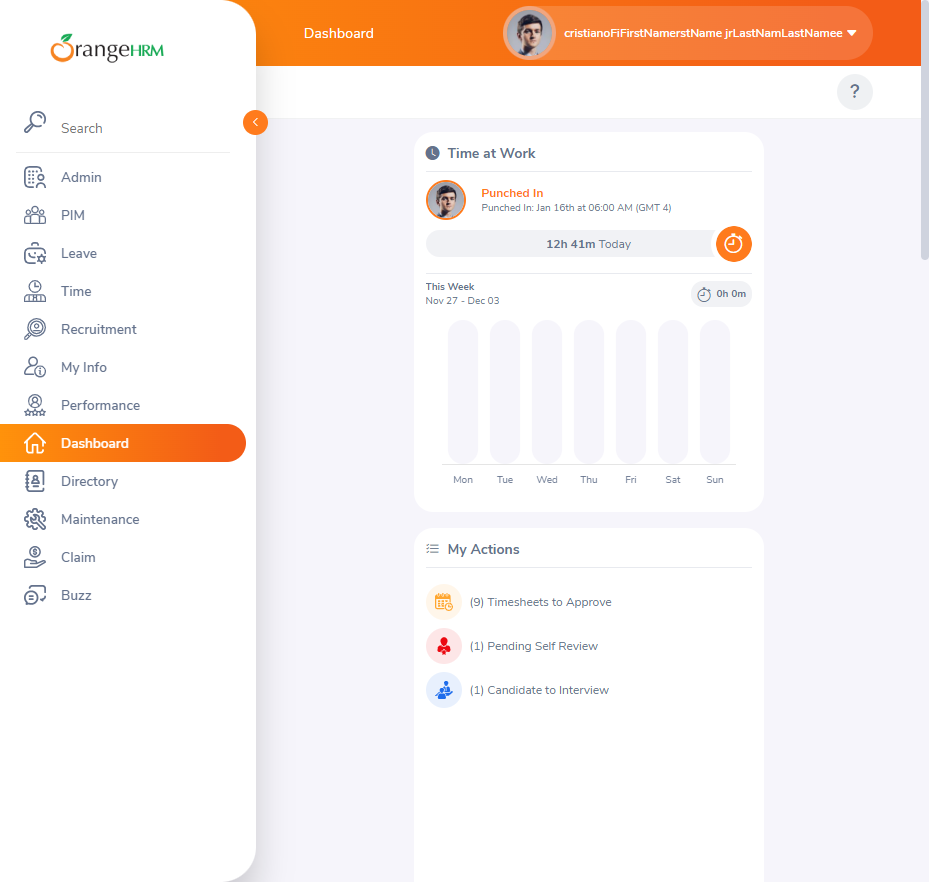 OrangeHRM
Dashboard
cristianoFiFirstNamerstName jrLastNamLastNamee
?
Search
Admin
PIM
Leave
Time
Recruitment
My Info
Performance
Dashboard
Directory
Maintenance
Claim
Buzz
Time at Work
Punched In
Punched In: Jan 16th at 06:00 AM (GMT 4)
12h 41m Today
This Week
Nov 27 - Dec 03
0h 0m
Mon Tue Wed Thu Fri Sat Sun
My Actions
(9) Timesheets to Approve
(1) Pending Self Review
(1) Candidate to Interview